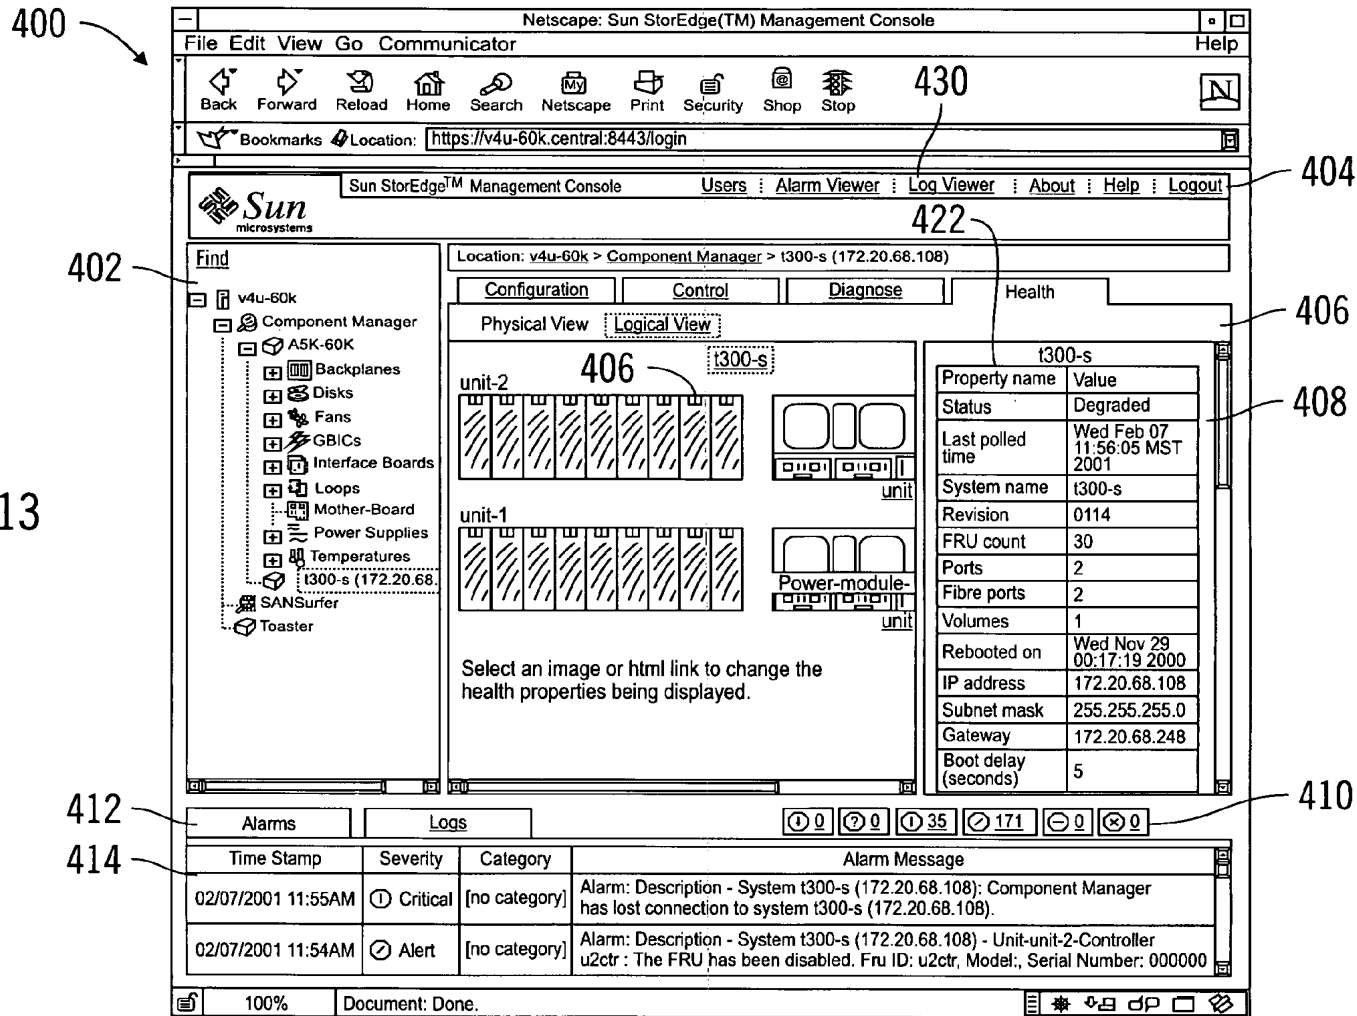 400
Netscape: Sun StorEdge(TM) Management Console
File Edit View Go Communicator Help
Back Forward Reload Home Search Netscape Print Security Shop Stop
My
@
N
430
Bookmarks Location: https://v4u-60k.central:8443/login
Sun StorEdge™ Management Console Users Alarm Viewer Log Viewer About Help Logout
404
Sun
microsystems
422
402
Find
Location: v4u-60k > Component Manager > t300-s (172.20.68.108)
Configuration Control Diagnose Health
Physical View Logical View
406
v4u-60k
Component Manager
A5K-60K
Backplanes
Disks
Fans
GBICs
Interface Boards
Loops
Mother-Board
Power Supplies
Temperatures
t300-s (172.20.68.
SANSurfer
Toaster
13
t300-s
406
unit-2
unit
unit-1
Power-module-
unit
Select an image or html link to change the
health properties being displayed.
t300-s
408
Property name Value
Status Degraded
Last polled time Wed Feb 07 11:56:05 MST 2001
System name t300-s
Revision 0114
FRU count 30
Ports 2
Fibre ports 2
Volumes 1
Rebooted on Wed Nov 29 00:17:19 2000
IP address 172.20.68.108
Subnet mask 255.255.255.0
Gateway 172.20.68.248
Boot delay (seconds) 5
412
Alarms Logs
0 ? 0 35 171 0 0
410
414
Time Stamp Severity Category Alarm Message
02/07/2001 11:55AM Critical [no category] Alarm: Description - System t300-s (172.20.68.108): Component Manager
has lost connection to system t300-s (172.20.68.108).
02/07/2001 11:54AM Alert [no category] Alarm: Description - System t300-s (172.20.68.108) - Unit-unit-2-Controller
u2ctr : The FRU has been disabled. Fru ID: u2ctr, Model:, Serial Number: 000000
100% Document: Done.